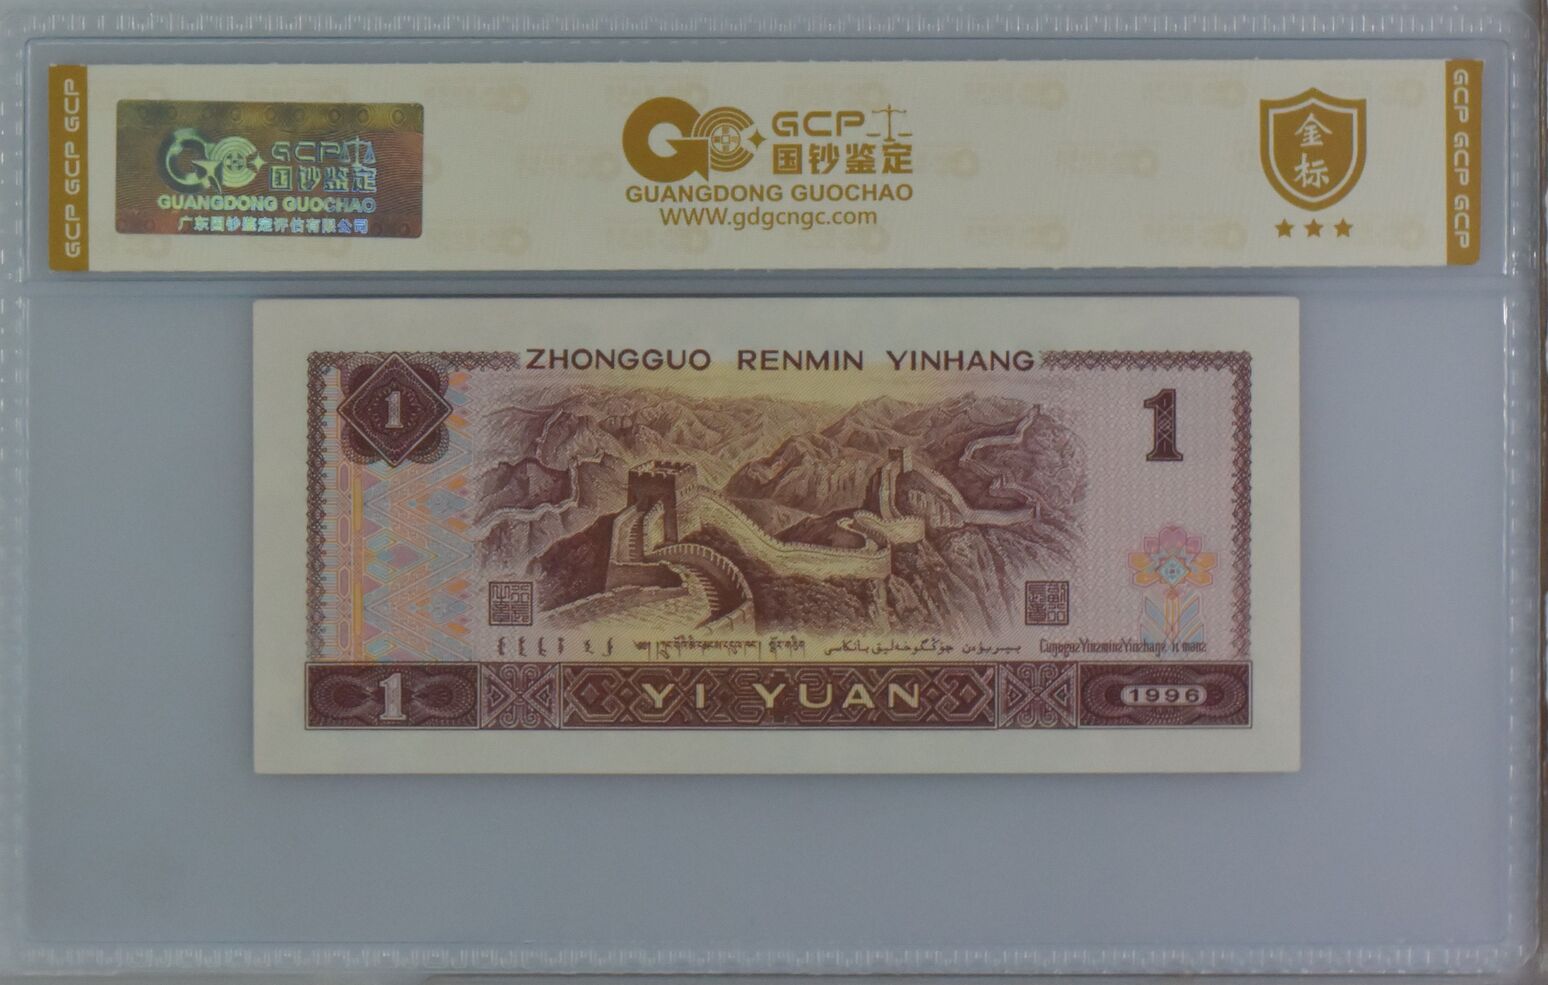 GCP GCP GCP
GCP
国钞鉴定
GUANGDONG GUOCHAO
广东国钞鉴定评估有限公司
GCP
国钞鉴定
GUANGDONG GUOCHAO
WWW.gdgcngc.com
金标
GCP GCP GCP
ZHONGGUO RENMIN YINHANG
1
1
1 YI YUAN 1996